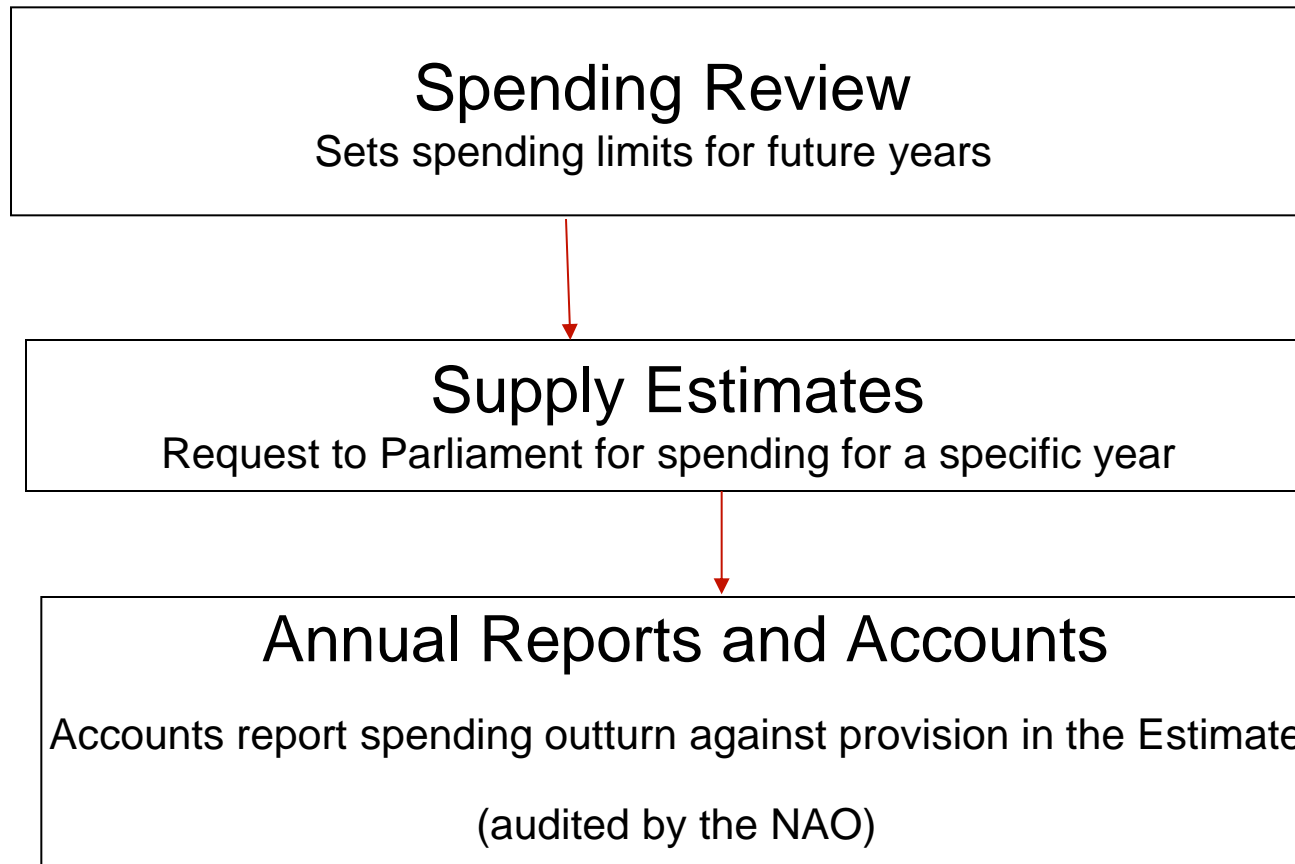 Spending Review
Sets spending limits for future years
Supply Estimates
Request to Parliament for spending for a specific year
Annual Reports and Accounts
Accounts report spending outturn against provision in the Estimate
(audited by the NAO)